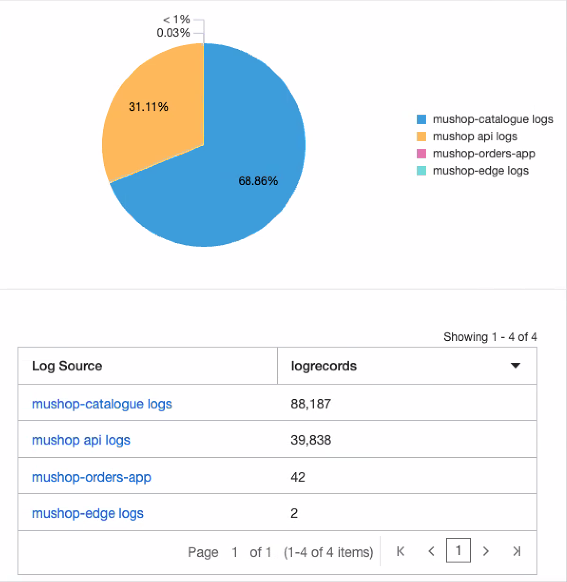 < 1%
0.03%
31.11%
68.86%
mushop-catalogue logs
mushop api logs
mushop-orders-app
mushop-edge logs
Showing 1 - 4 of 4
Log Source logrecords
mushop-catalogue logs 88,187
mushop api logs 39,838
mushop-orders-app 42
mushop-edge logs 2
Page 1 of 1 (1-4 of 4 items) 1